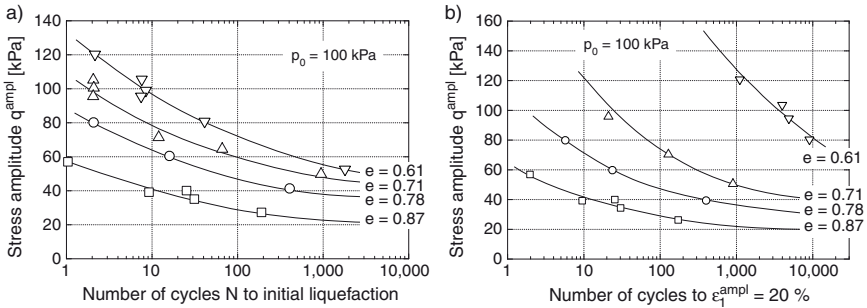 a)
Stress amplitude q^ampl [kPa]
140
120
100
80
60
40
20
0
p₀ = 100 kPa
e = 0.61
e = 0.71
e = 0.78
e = 0.87
1
10
100
1,000
10,000
Number of cycles N to initial liquefaction
b)
Stress amplitude q^ampl [kPa]
160
140
120
100
80
60
40
20
0
p₀ = 100 kPa
e = 0.61
e = 0.71
e = 0.78
e = 0.87
1
10
100
1,000
10,000
Number of cycles to ε₁^ampl = 20 %